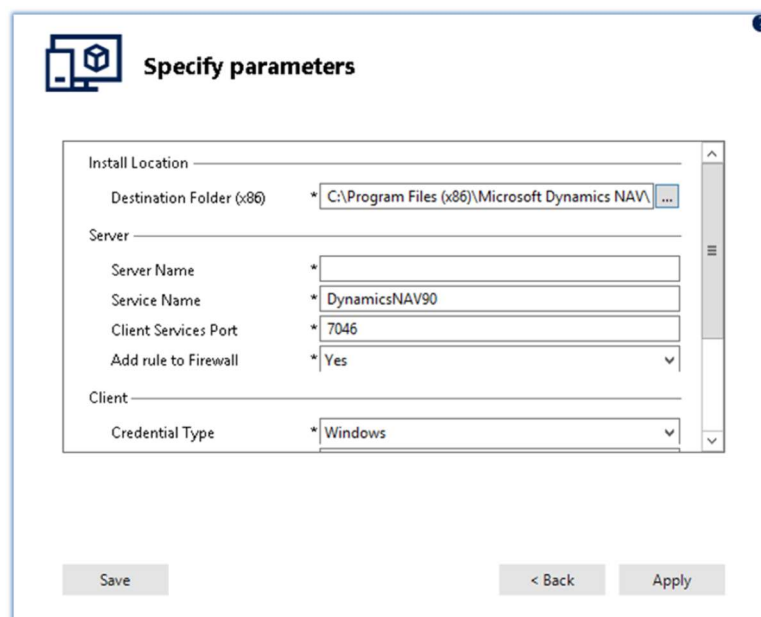 Specify parameters
Install Location
Destination Folder (x86) * C:\Program Files (x86)\Microsoft Dynamics NAV\ ...
Server
Server Name *
Service Name * DynamicsNAV90
Client Services Port * 7046
Add rule to Firewall * Yes
Client
Credential Type * Windows
Save < Back Apply